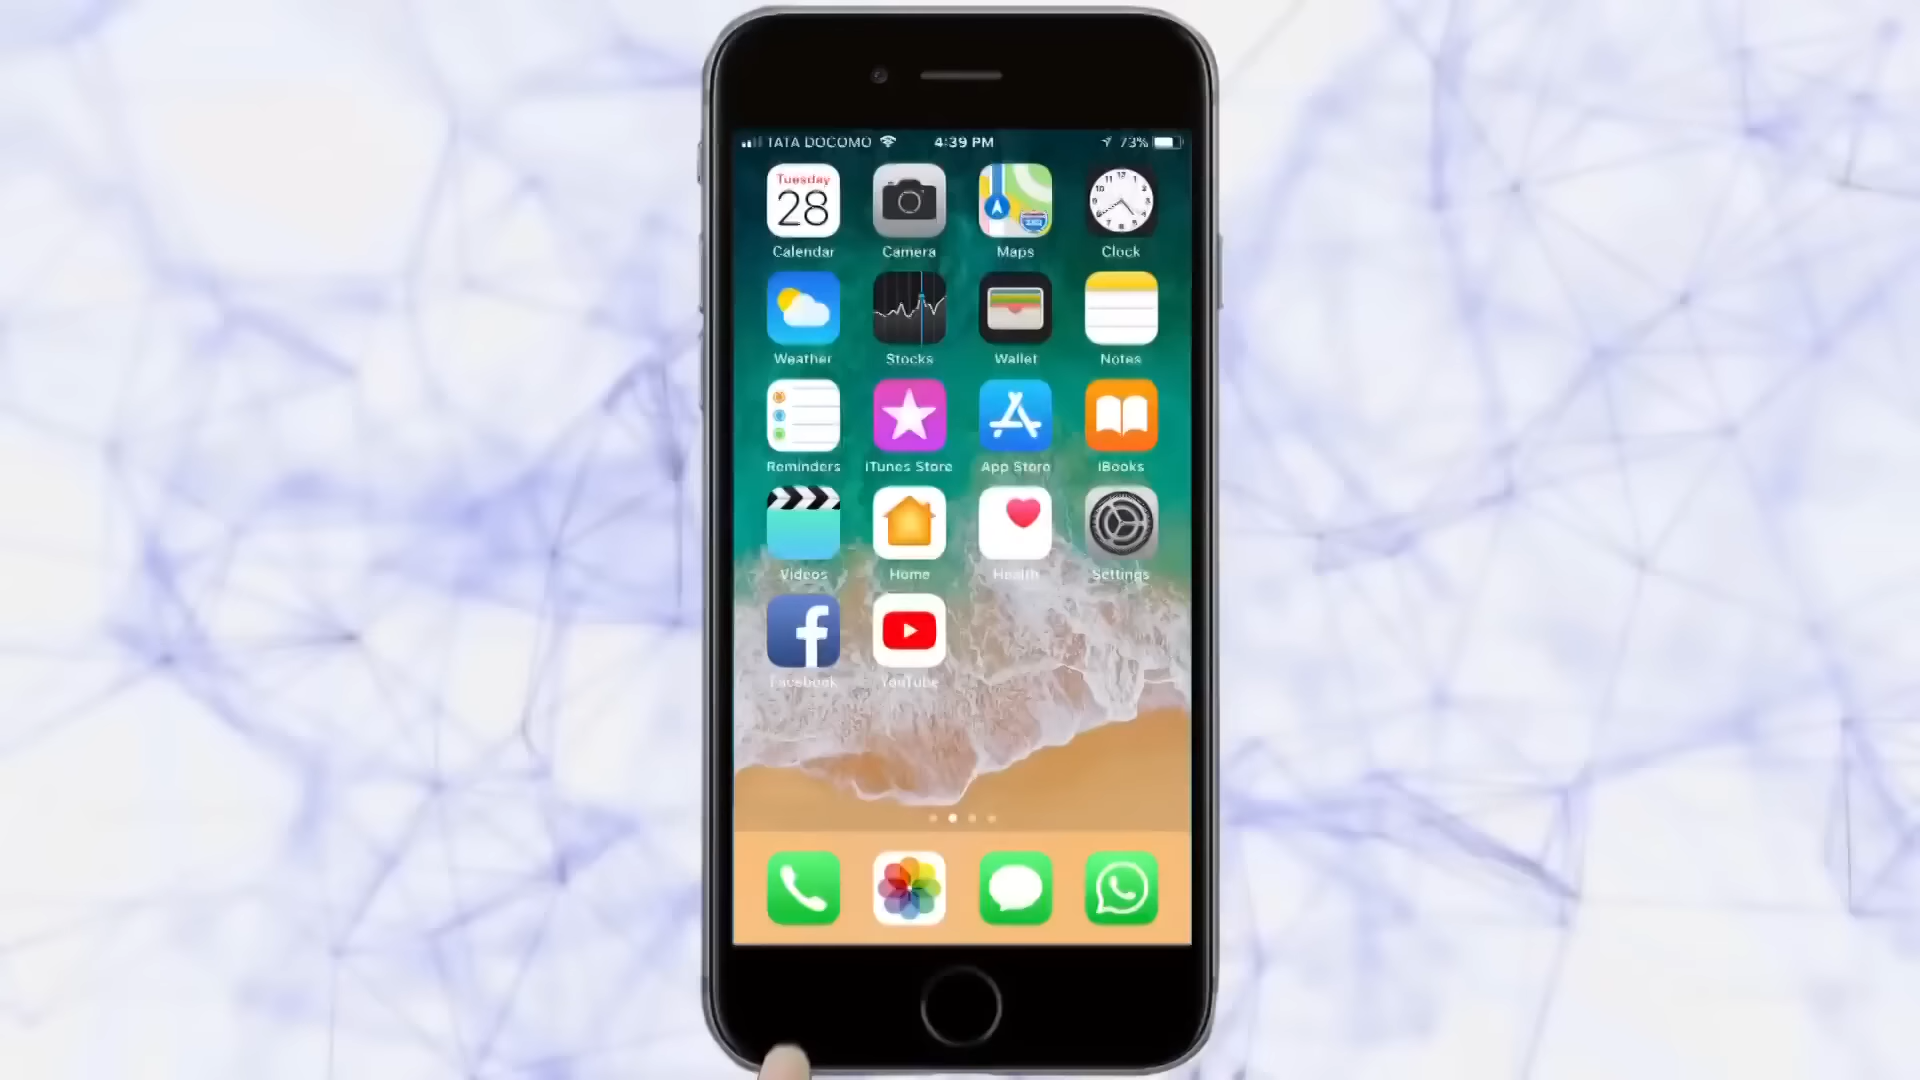 TATA DOCOMO 4:39 PM 73%
Tuesday
28
Calendar Camera Maps Clock
Weather Stocks Wallet Notes
Reminders iTunes Store App Store iBooks
Videos Home Health Settings
Facebook YouTube